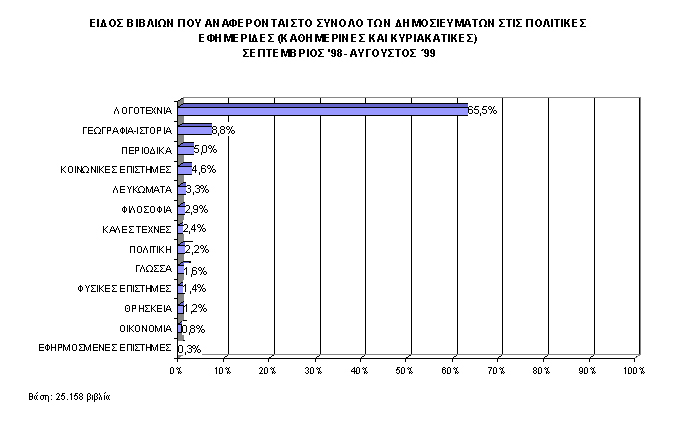 ΕΙΔΟΣ ΒΙΒΛΙΩΝ ΠΟΥ ΑΝΑΦΕΡΟΝΤΑΙ ΣΤΟ ΣΥΝΟΛΟ ΤΩΝ ΔΗΜΟΣΙΕΥΜΑΤΩΝ ΣΤΙΣ ΠΟΛΙΤΙΚΕΣ
ΕΦΗΜΕΡΙΔΕΣ (ΚΑΘΗΜΕΡΙΝΕΣ ΚΑΙ ΚΥΡΙΑΚΑΤΙΚΕΣ)
ΣΕΠΤΕΜΒΡΙΟΣ '98- ΑΥΓΟΥΣΤΟΣ ΄99
ΛΟΓΟΤΕΧΝΙΑ 65,5%
ΓΕΩΓΡΑΦΙΑ-ΙΣΤΟΡΙΑ 8,8%
ΠΕΡΙΟΔΙΚΑ 5,0%
ΚΟΙΝΩΝΙΚΕΣ ΕΠΙΣΤΗΜΕΣ 4,6%
ΛΕΥΚΩΜΑΤΑ 3,3%
ΦΙΛΟΣΟΦΙΑ 2,9%
ΚΑΛΕΣ ΤΕΧΝΕΣ 2,4%
ΠΟΛΙΤΙΚΗ 2,2%
ΓΛΩΣΣΑ 1,6%
ΦΥΣΙΚΕΣ ΕΠΙΣΤΗΜΕΣ 1,4%
ΘΡΗΣΚΕΙΑ 1,2%
ΟΙΚΟΝΟΜΙΑ 0,8%
ΕΦΗΡΜΟΣΜΕΝΕΣ ΕΠΙΣΤΗΜΕΣ 0,3%
0% 10% 20% 30% 40% 50% 60% 70% 80% 90% 100%
Βάση: 25.158 βιβλία